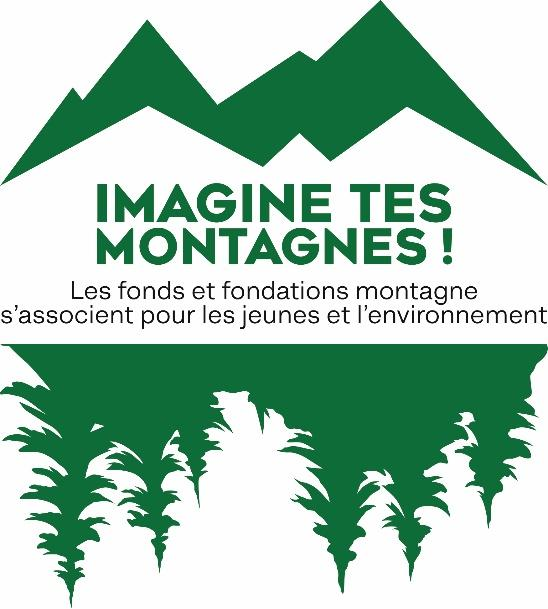 IMAGINE TES
MONTAGNES !
Les fonds et fondations montagne
s’associent pour les jeunes et l’environnement